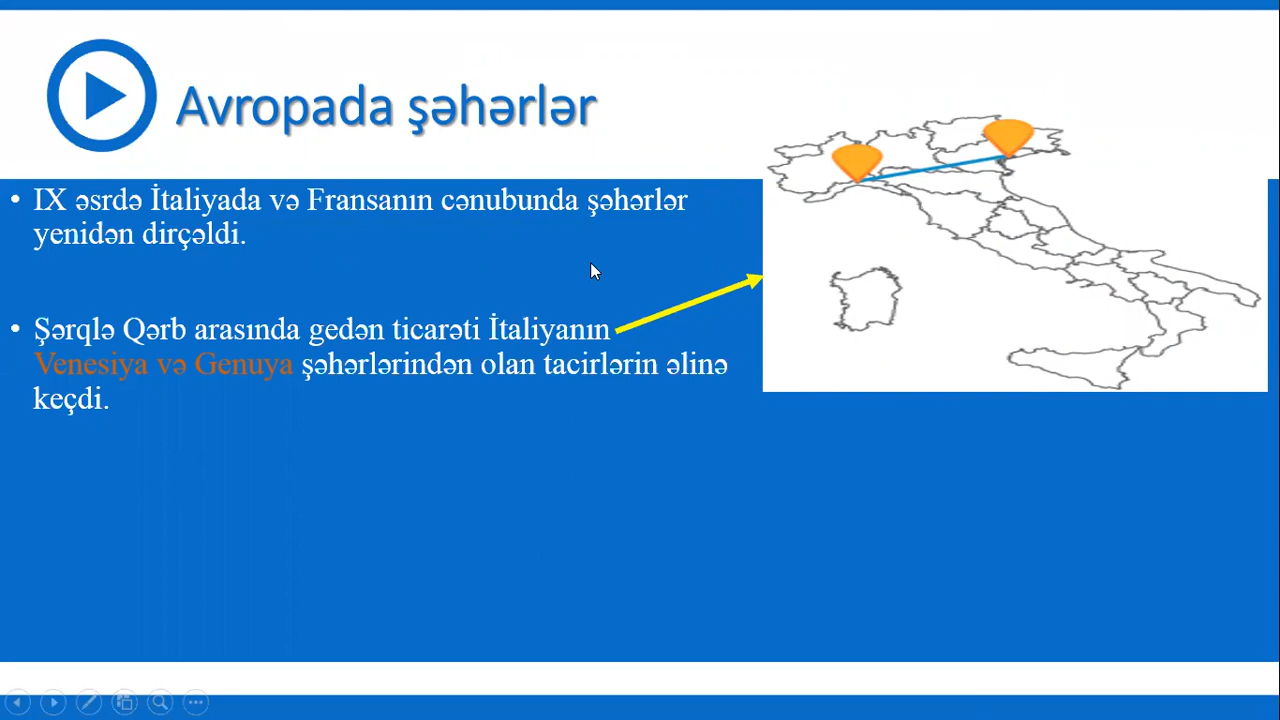 Avropada şəhərlər
• IX əsrdə İtaliyada və Fransanın cənubunda şəhərlər
yenidən dirçəldi.
• Şərqlə Qərb arasında gedən ticarəti İtaliyanın
Venesiya və Genuya şəhərlərindən olan tacirlərin əlinə
keçdi.